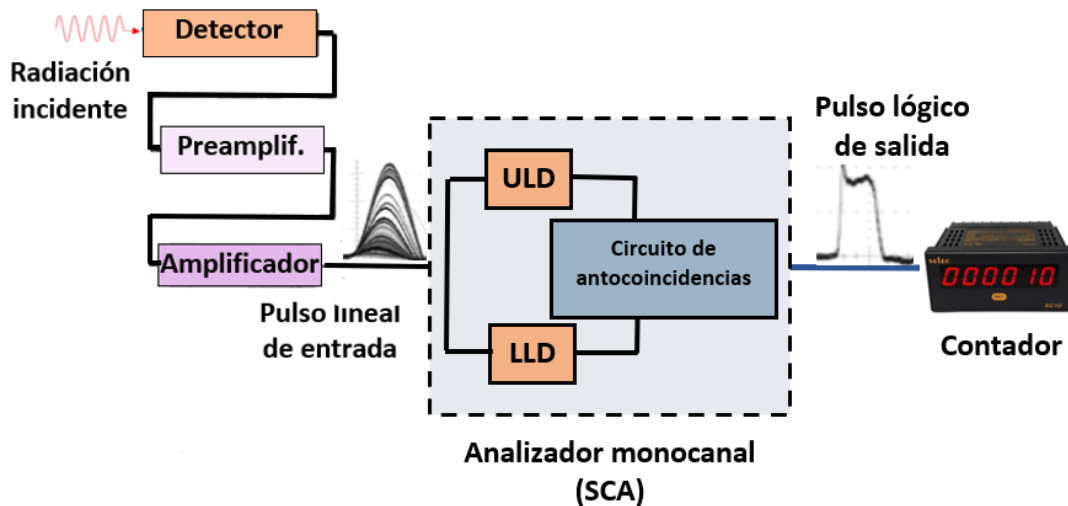 Detector
Radiación
incidente
Preamplif.
Amplificador
Pulso lineal
de entrada
ULD
LLD
Circuito de
antocoincidencias
Analizador monocanal
(SCA)
Pulso lógico
de salida
selec
000010
Contador